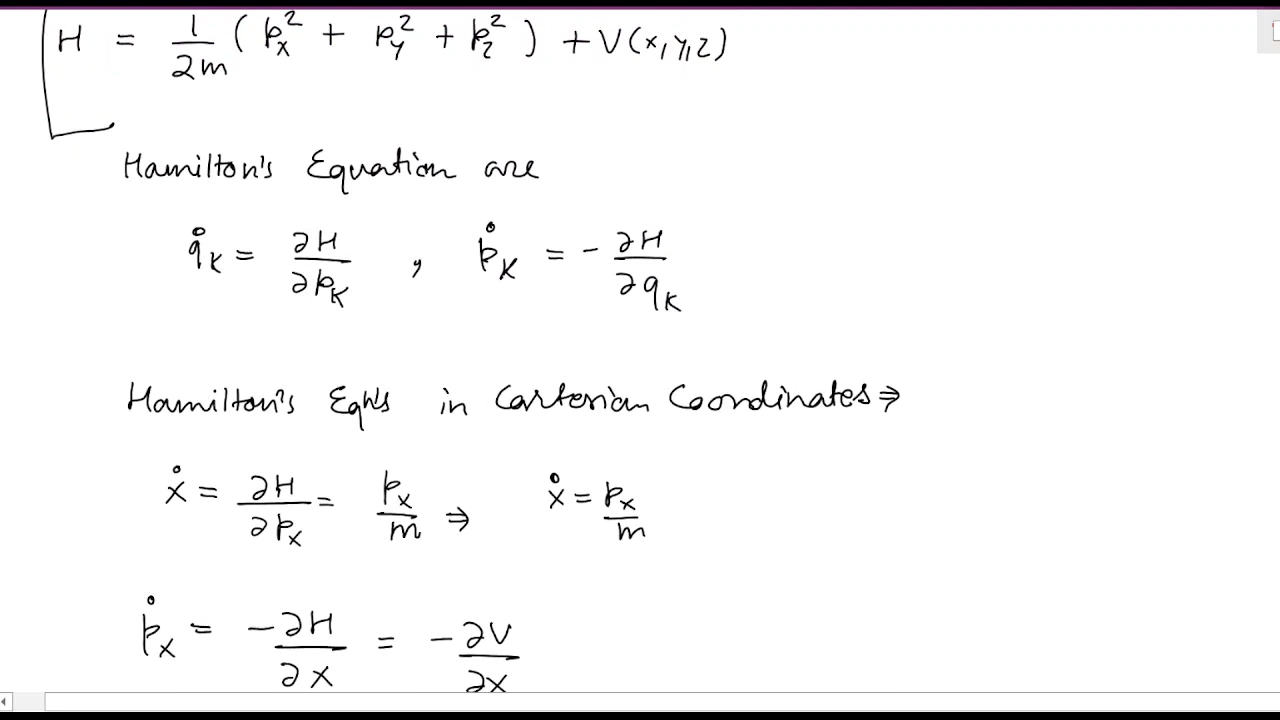 H = 1/2m ( p_x^2 + p_y^2 + p_z^2 ) + V(x,y,z)
Hamilton's Equation are
q̇_K = ∂H/∂p_K , ṗ_K = - ∂H/∂q_K
Hamilton's Eqn's in Cartesian Coordinates ⇒
ẋ = ∂H/∂p_x = p_x/m ⇒ ẋ = p_x/m
ṗ_x = -∂H/∂x = -∂V/∂x